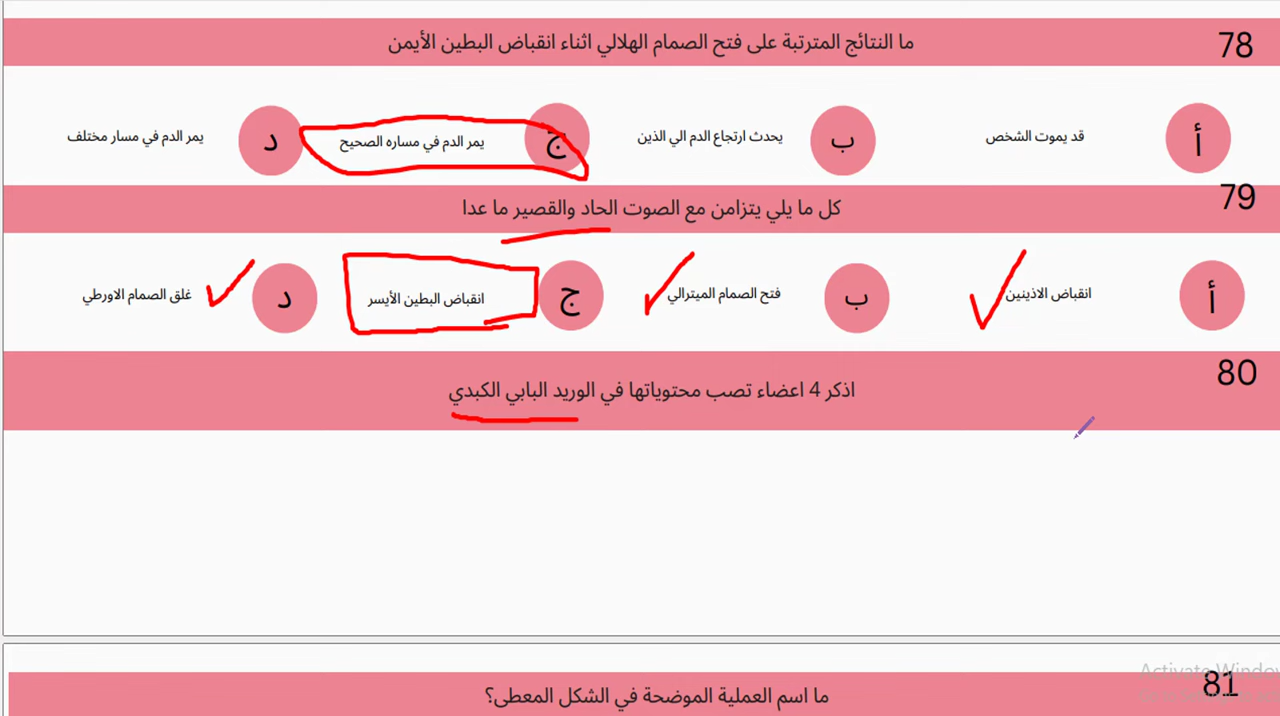 78
ما النتائج المترتبة على فتح الصمام الهلالي اثناء انقباض البطين الأيمن
أ قد يموت الشخص
ب يحدث ارتجاع الدم الي الذين
ج يمر الدم في مساره الصحيح
د يمر الدم في مسار مختلف
79
كل ما يلي يتزامن مع الصوت الحاد والقصير ما عدا
أ انقباض الاذينين
ب فتح الصمام الميترالي
ج انقباض البطين الأيسر
د غلق الصمام الاورطي
80
اذكر 4 اعضاء تصب محتوياتها في الوريد البابي الكبدي
Activate Window
81
ما اسم العملية الموضحة في الشكل المعطى؟